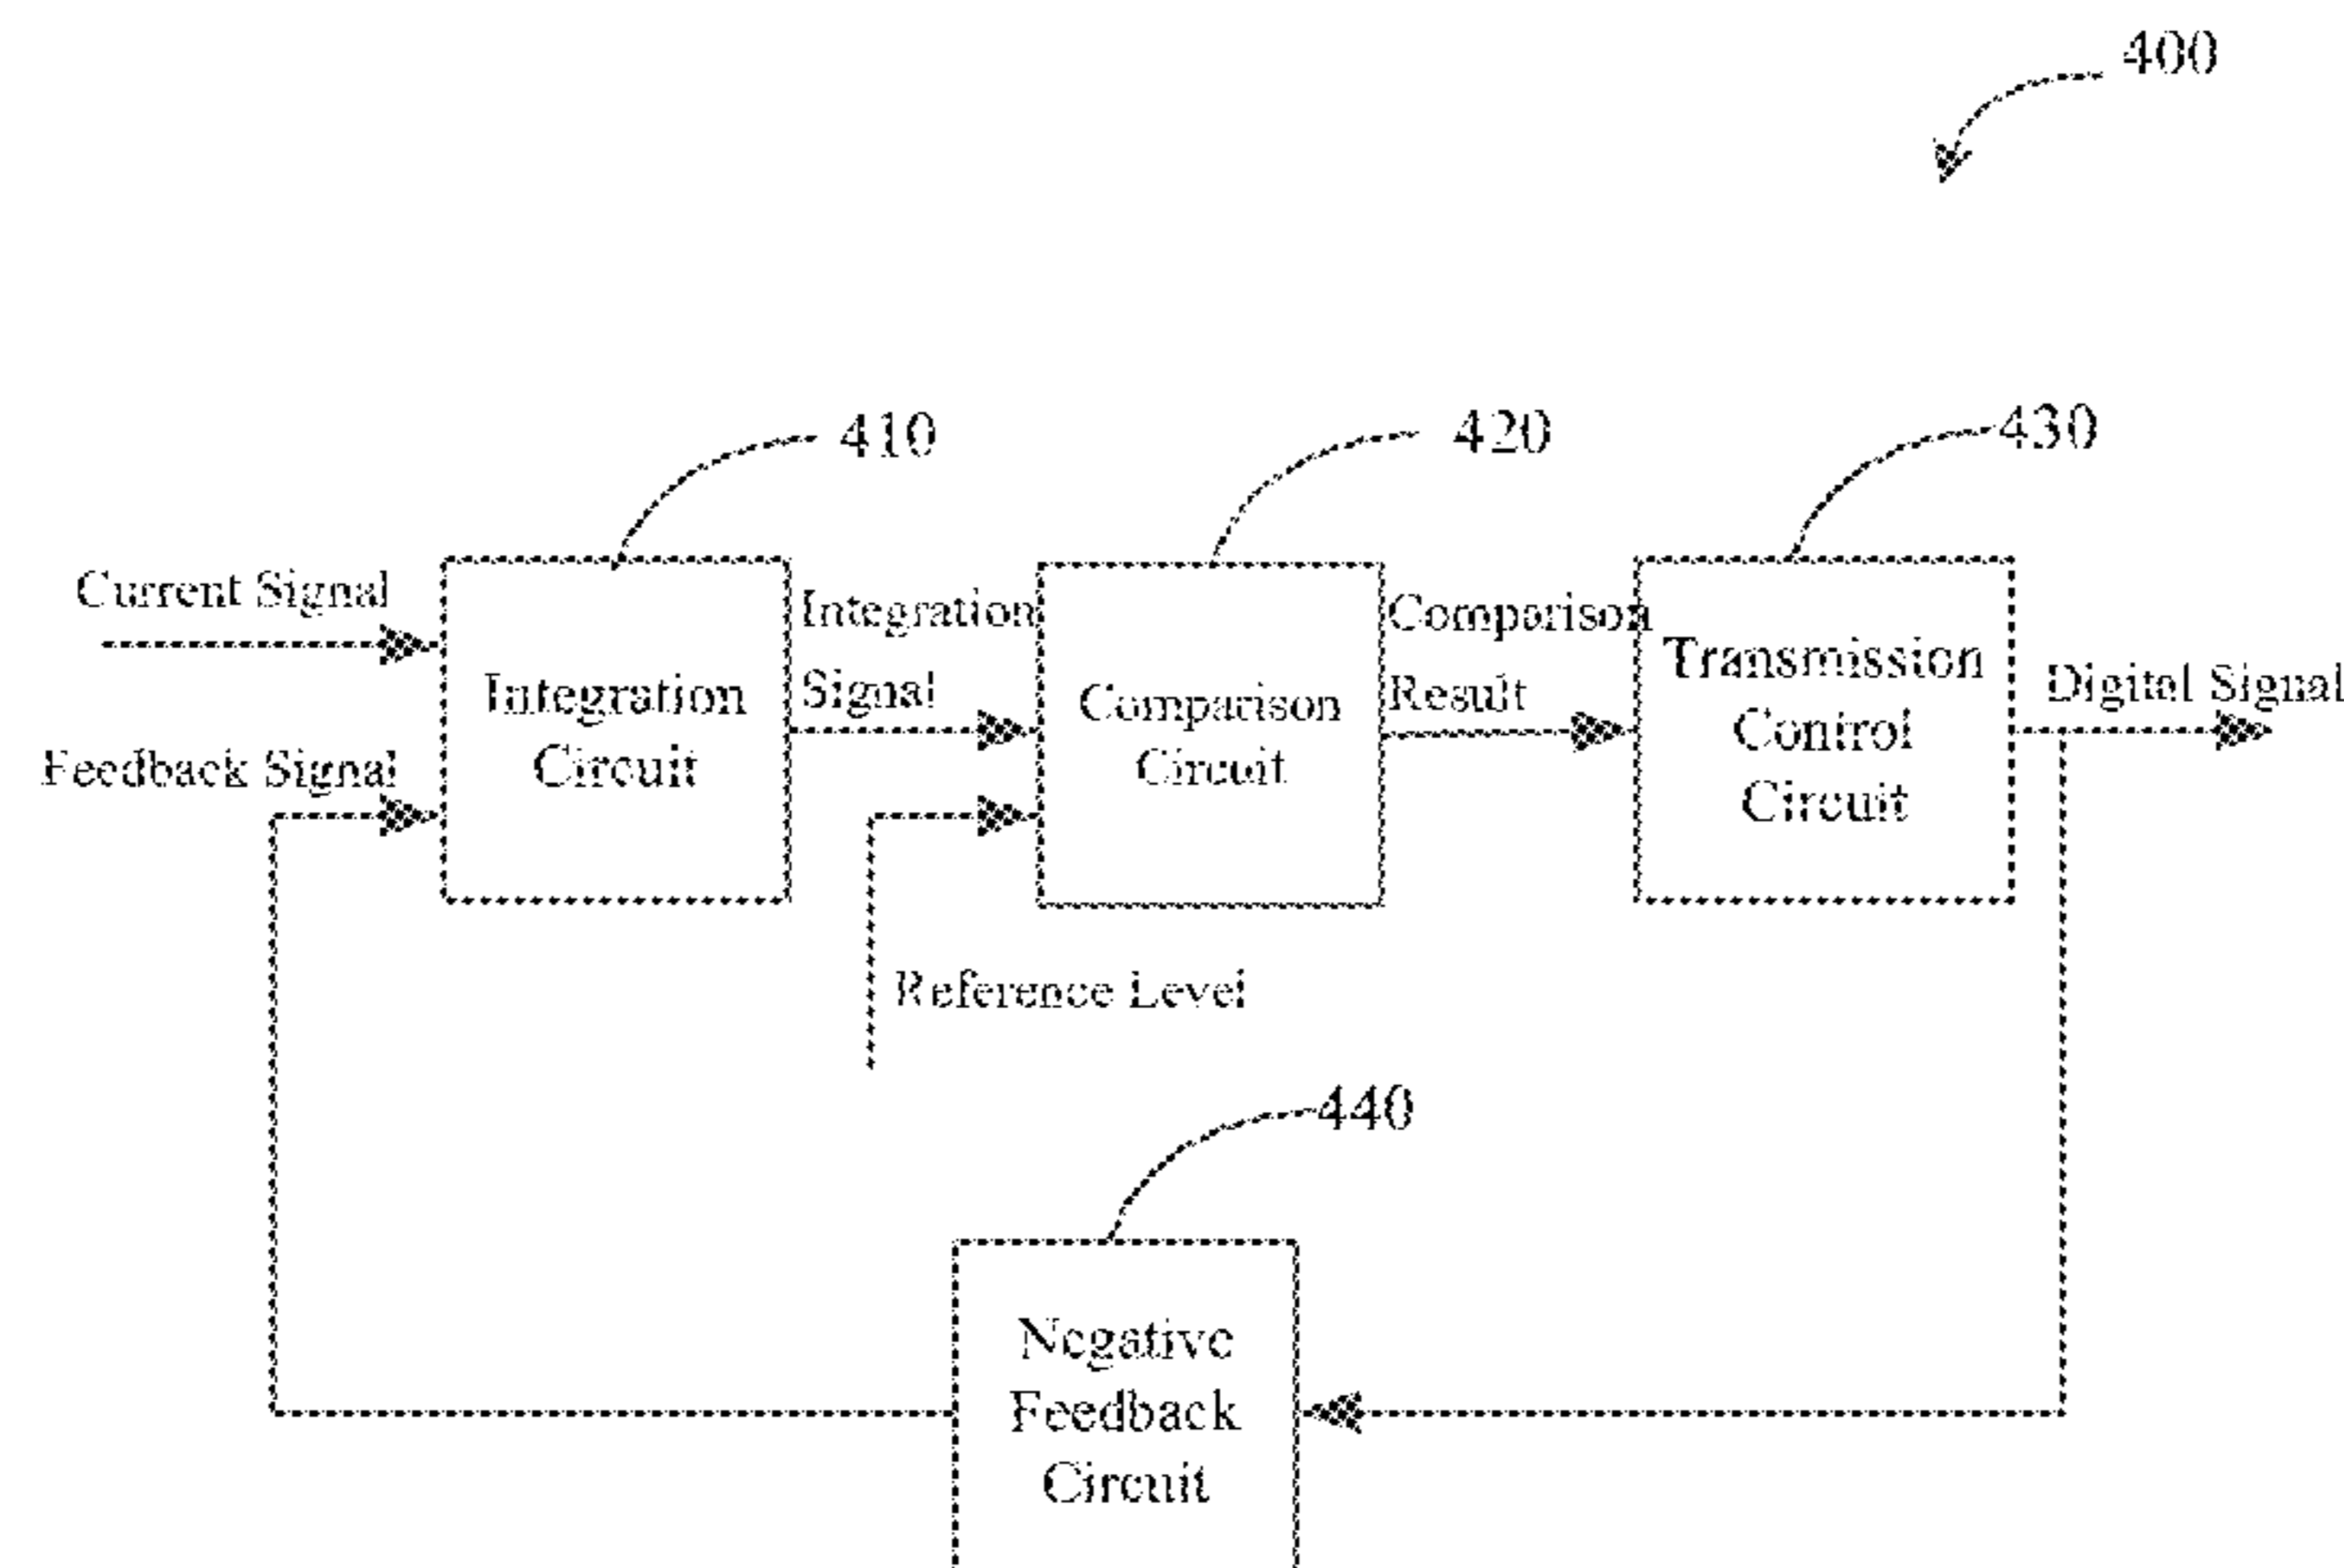 400
410
420
430
Current Signal
Feedback Signal
Integration
Circuit
Integration
Signal
Comparison
Circuit
Reference Level
Comparison
Result
Transmission
Control
Circuit
Digital Signal
440
Negative
Feedback
Circuit